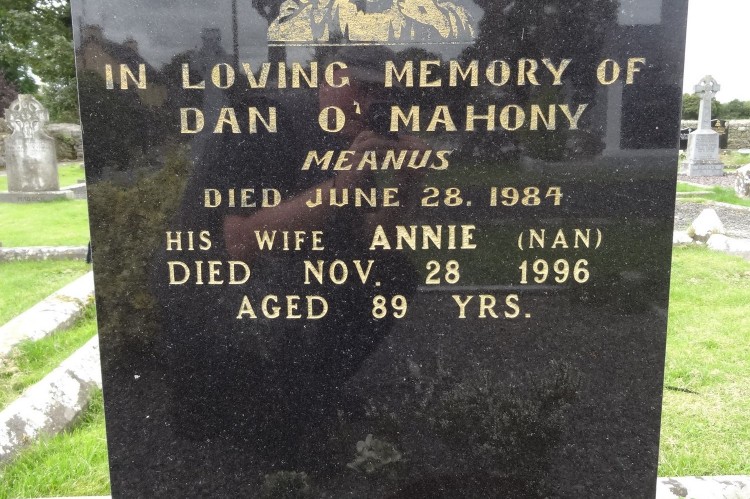 IN LOVING MEMORY OF
DAN O' MAHONY
MEANUS
DIED JUNE 28. 1984
HIS WIFE ANNIE (NAN)
DIED NOV. 28 1996
AGED 89 YRS.